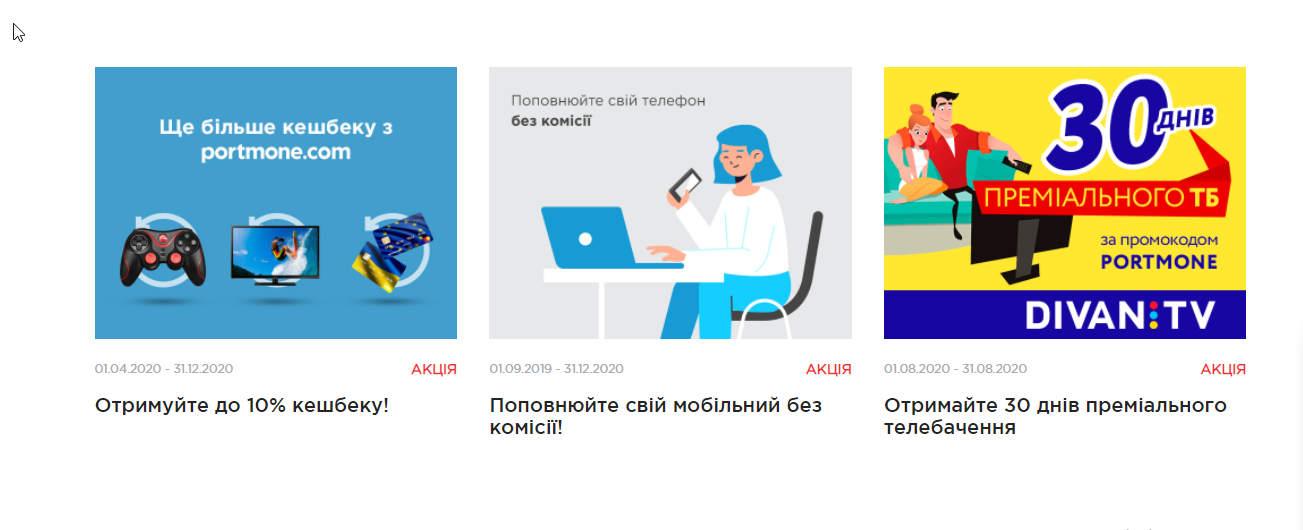 Ще більше кешбеку з
portmone.com
Поповнюйте свій телефон
без комісії
30 днів
ПРЕМІАЛЬНОГО ТБ
за промокодом
PORTMONE
DIVAN TV
01.04.2020 - 31.12.2020 АКЦІЯ
01.09.2019 - 31.12.2020 АКЦІЯ
01.08.2020 - 31.08.2020 АКЦІЯ
Отримуйте до 10% кешбеку!
Поповнюйте свій мобільний без
комісії!
Отримайте 30 днів преміального
телебачення